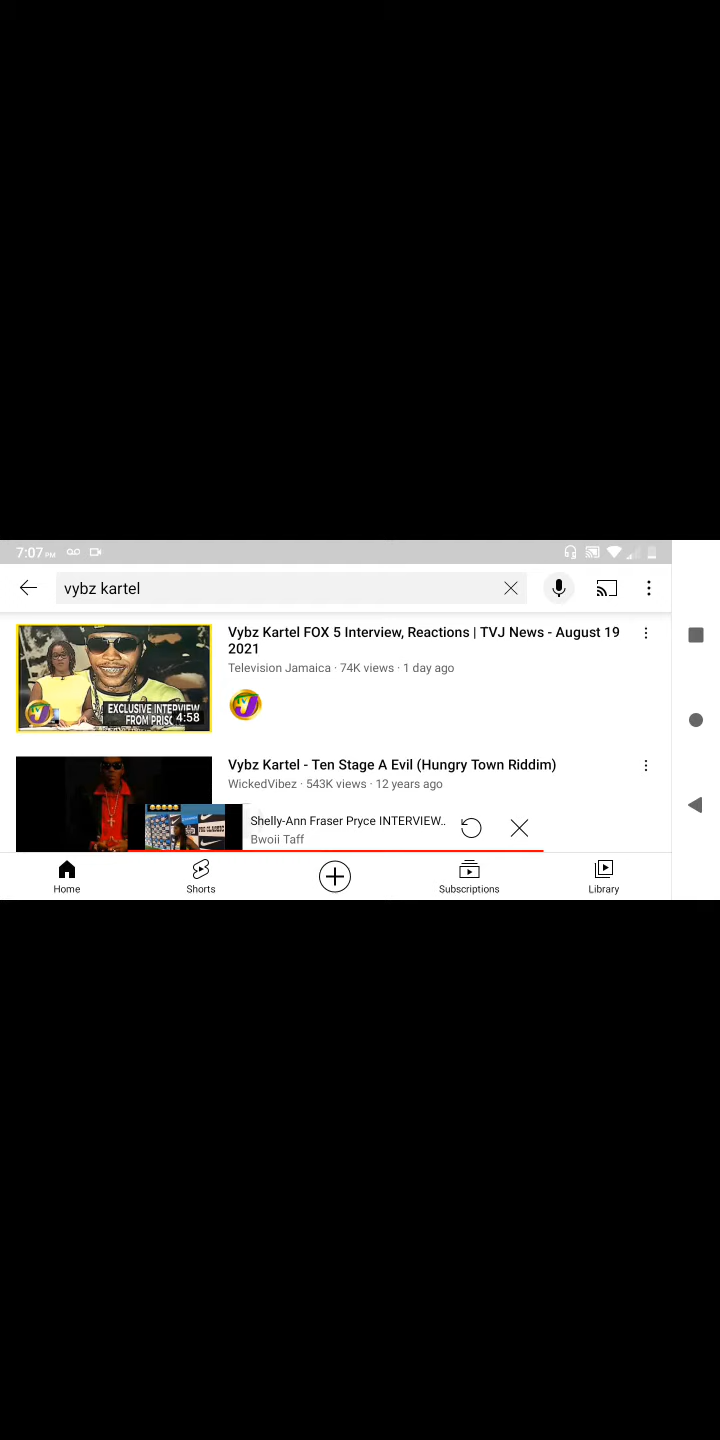 7:07 PM
vybz kartel
Vybz Kartel FOX 5 Interview, Reactions | TVJ News - August 19
2021
Television Jamaica · 74K views · 1 day ago
EXCLUSIVE INTERVIEW
FROM PRISO
4:58
Vybz Kartel - Ten Stage A Evil (Hungry Town Riddim)
WickedVibez · 543K views · 12 years ago
Shelly-Ann Fraser Pryce INTERVIEW..
Bwoii Taff
Home
Shorts
Subscriptions
Library